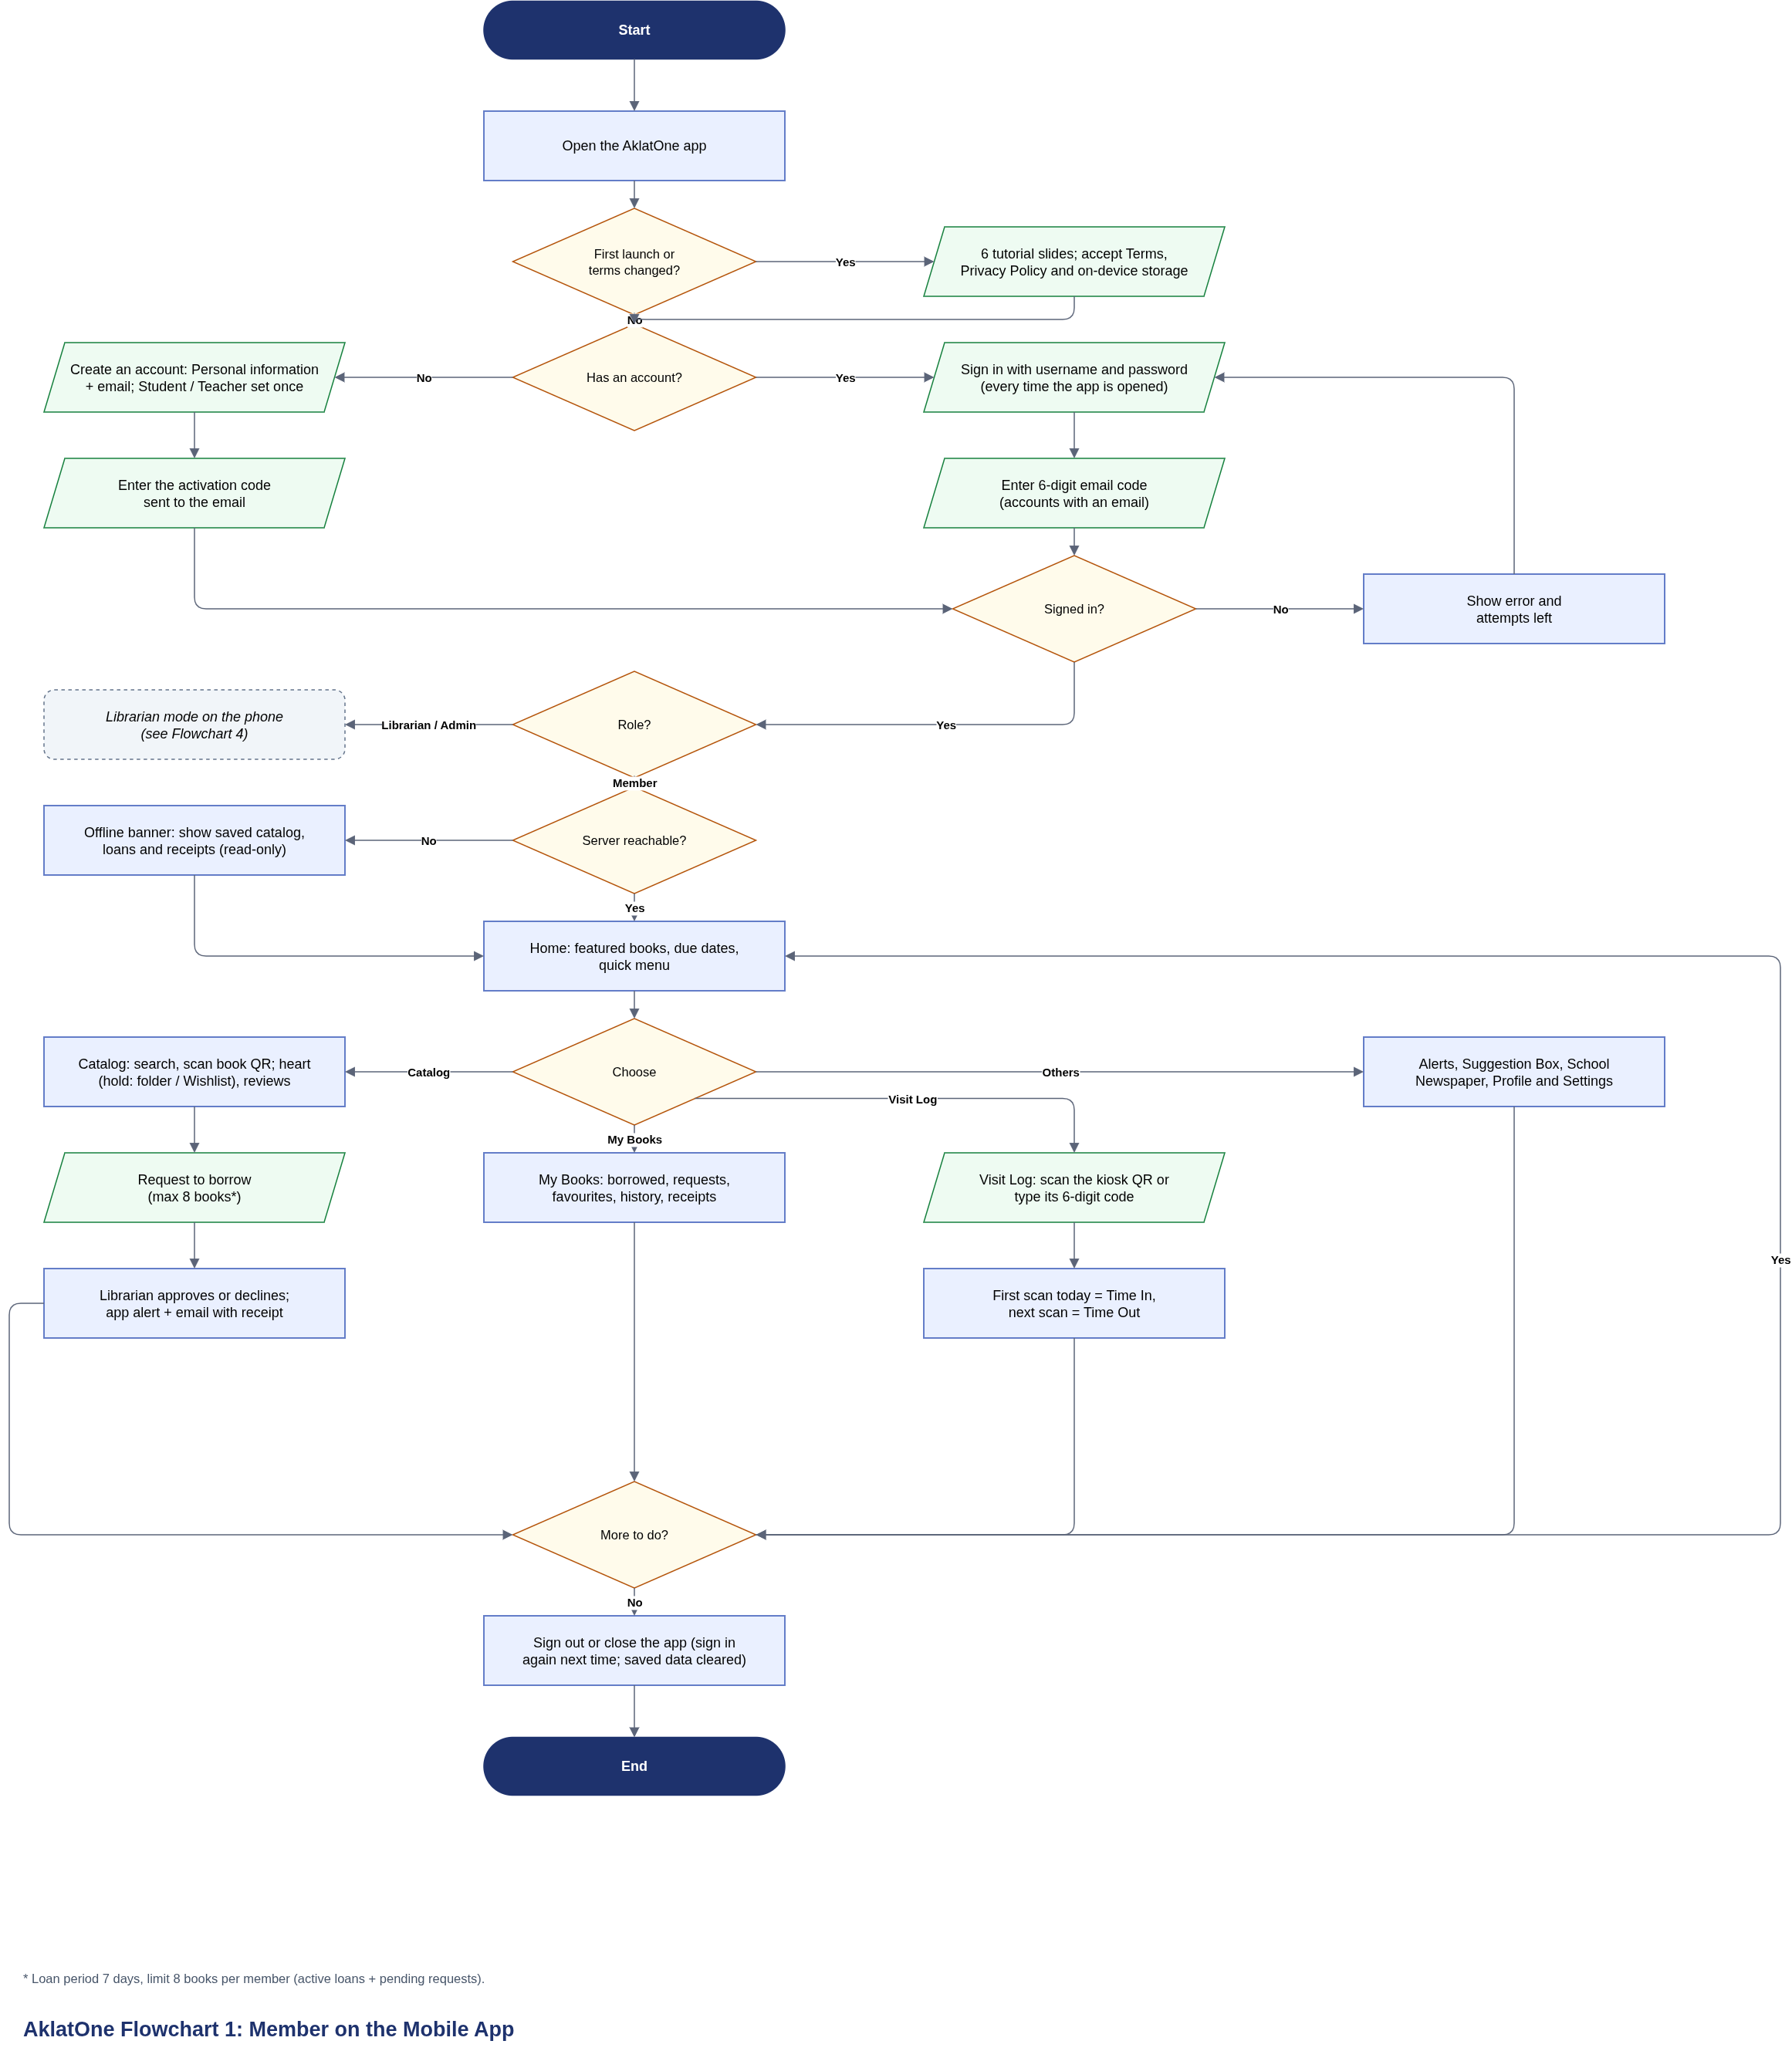 Start
Open the AklatOne app
First launch or
terms changed?
Yes
6 tutorial slides; accept Terms,
Privacy Policy and on-device storage
No
Create an account: Personal information
+ email; Student / Teacher set once
No
Has an account?
Yes
Sign in with username and password
(every time the app is opened)
Enter the activation code
sent to the email
Enter 6-digit email code
(accounts with an email)
Signed in?
No
Show error and
attempts left
Librarian mode on the phone
(see Flowchart 4)
Librarian / Admin
Role?
Yes
Member
Offline banner: show saved catalog,
loans and receipts (read-only)
No
Server reachable?
Yes
Home: featured books, due dates,
quick menu
Catalog: search, scan book QR; heart
(hold: folder / Wishlist), reviews
Catalog
Choose
Others
Alerts, Suggestion Box, School
Newspaper, Profile and Settings
Visit Log
My Books
Request to borrow
(max 8 books*)
My Books: borrowed, requests,
favourites, history, receipts
Visit Log: scan the kiosk QR or
type its 6-digit code
Yes
Librarian approves or declines;
app alert + email with receipt
First scan today = Time In,
next scan = Time Out
More to do?
No
Sign out or close the app (sign in
again next time; saved data cleared)
End
* Loan period 7 days, limit 8 books per member (active loans + pending requests).
AklatOne Flowchart 1: Member on the Mobile App